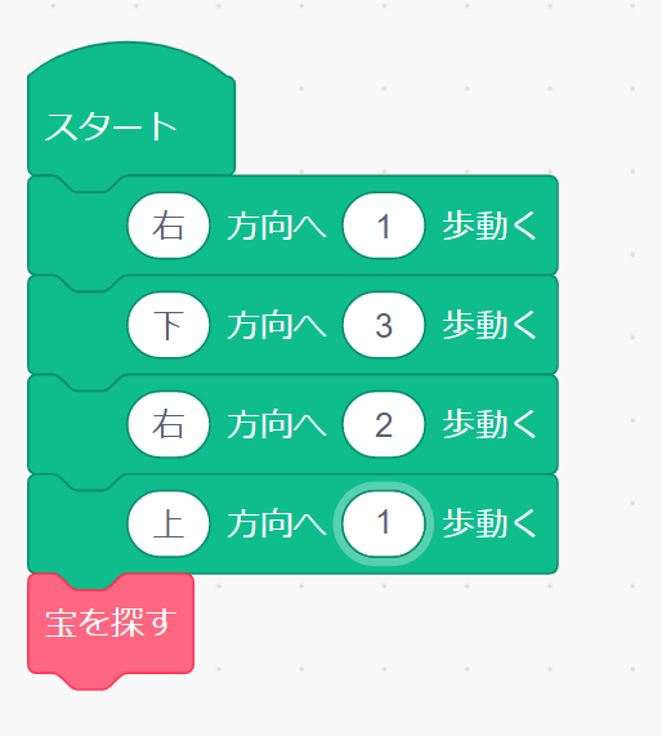 スタート
右 方向へ 1 歩動く
下 方向へ 3 歩動く
右 方向へ 2 歩動く
上 方向へ 1 歩動く
宝を探す